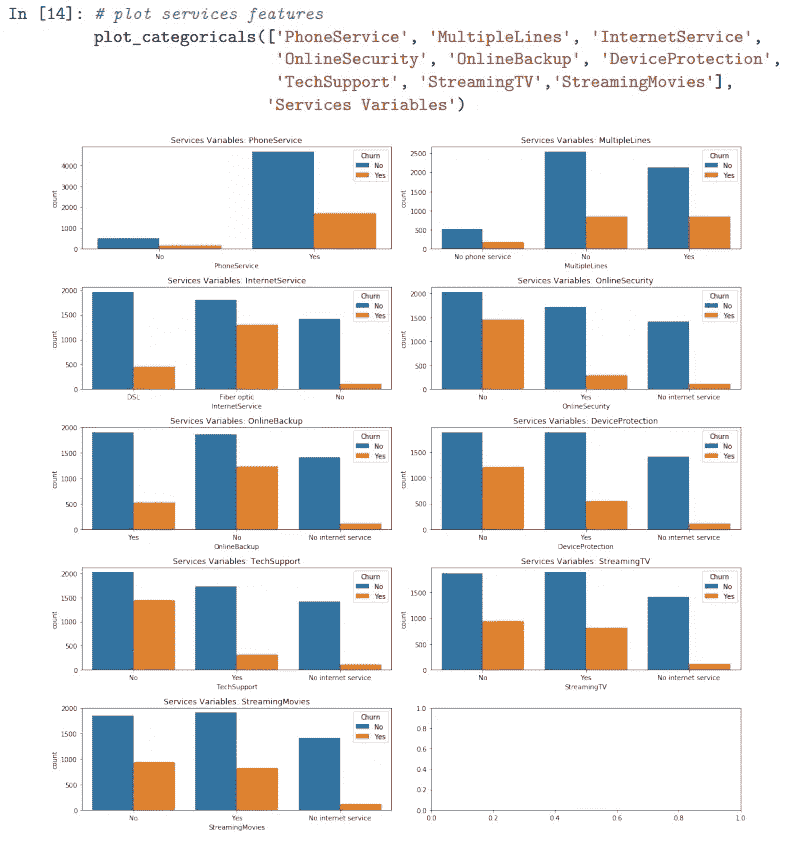 In [14]: # plot services features
plot_categoricals(['PhoneService', 'MultipleLines', 'InternetService',
'OnlineSecurity', 'OnlineBackup', 'DeviceProtection',
'TechSupport', 'StreamingTV','StreamingMovies'],
'Services Variables')
Services Variables: PhoneService
count
4000
3000
2000
1000
0
Churn
No
Yes
No Yes
PhoneService
Services Variables: MultipleLines
count
2500
2000
1500
1000
500
0
Churn
No
Yes
No phone service No Yes
MultipleLines
Services Variables: InternetService
count
2000
1500
1000
500
0
Churn
No
Yes
DSL Fiber optic No
InternetService
Services Variables: OnlineSecurity
count
2000
1500
1000
500
0
Churn
No
Yes
No Yes No internet service
OnlineSecurity
Services Variables: OnlineBackup
count
2000
1500
1000
500
0
Churn
No
Yes
Yes No No internet service
OnlineBackup
Services Variables: DeviceProtection
count
1500
1000
500
0
Churn
No
Yes
No Yes No internet service
DeviceProtection
Services Variables: TechSupport
count
2000
1500
1000
500
0
Churn
No
Yes
No Yes No internet service
TechSupport
Services Variables: StreamingTV
count
1500
1000
500
0
Churn
No
Yes
No Yes No internet service
StreamingTV
Services Variables: StreamingMovies
count
2000
1500
1000
500
0
Churn
No
Yes
No Yes No internet service
StreamingMovies
1.0
0.8
0.6
0.4
0.2
0.0
0.0 0.2 0.4 0.6 0.8 1.0